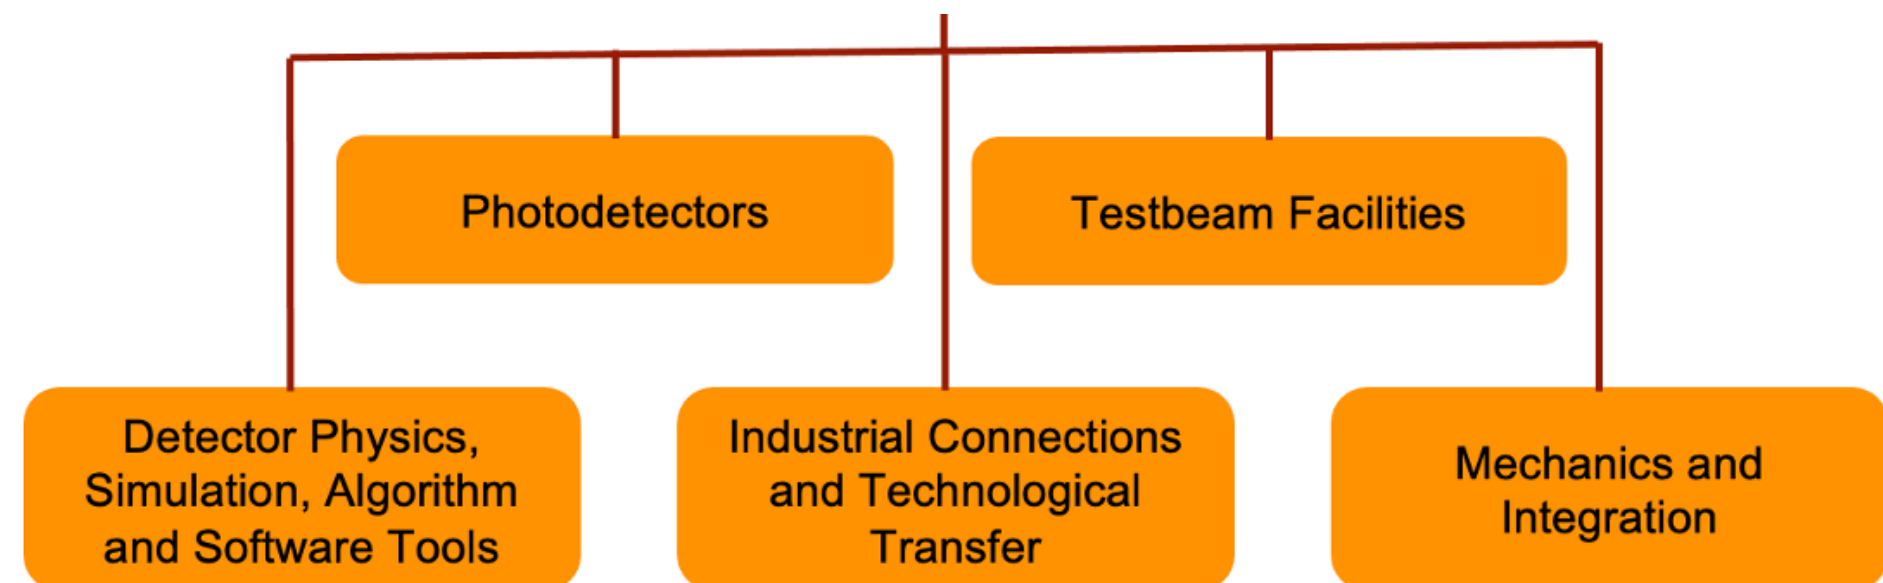 Photodetectors
Testbeam Facilities
Detector Physics,
Simulation, Algorithm
and Software Tools
Industrial Connections
and Technological
Transfer
Mechanics and
Integration